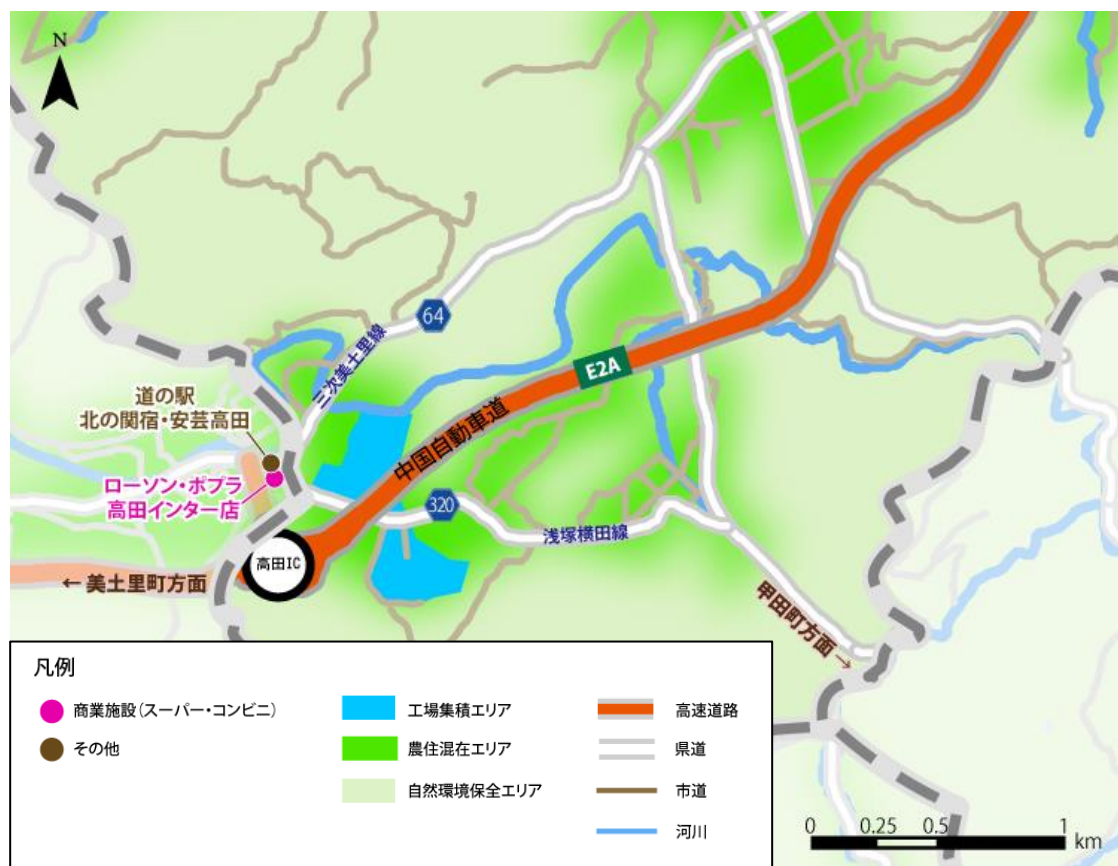 N
64
三次美土里線
E2A
中国自動車道
道の駅
北の関宿・安芸高田
ローソン・ポプラ
高田インター店
320
浅塚横田線
高田IC
← 美土里町方面
甲田町方面 →
凡例
商業施設(スーパー・コンビニ)
その他
工場集積エリア
農住混在エリア
自然環境保全エリア
高速道路
県道
市道
河川
0 0.25 0.5 1
km